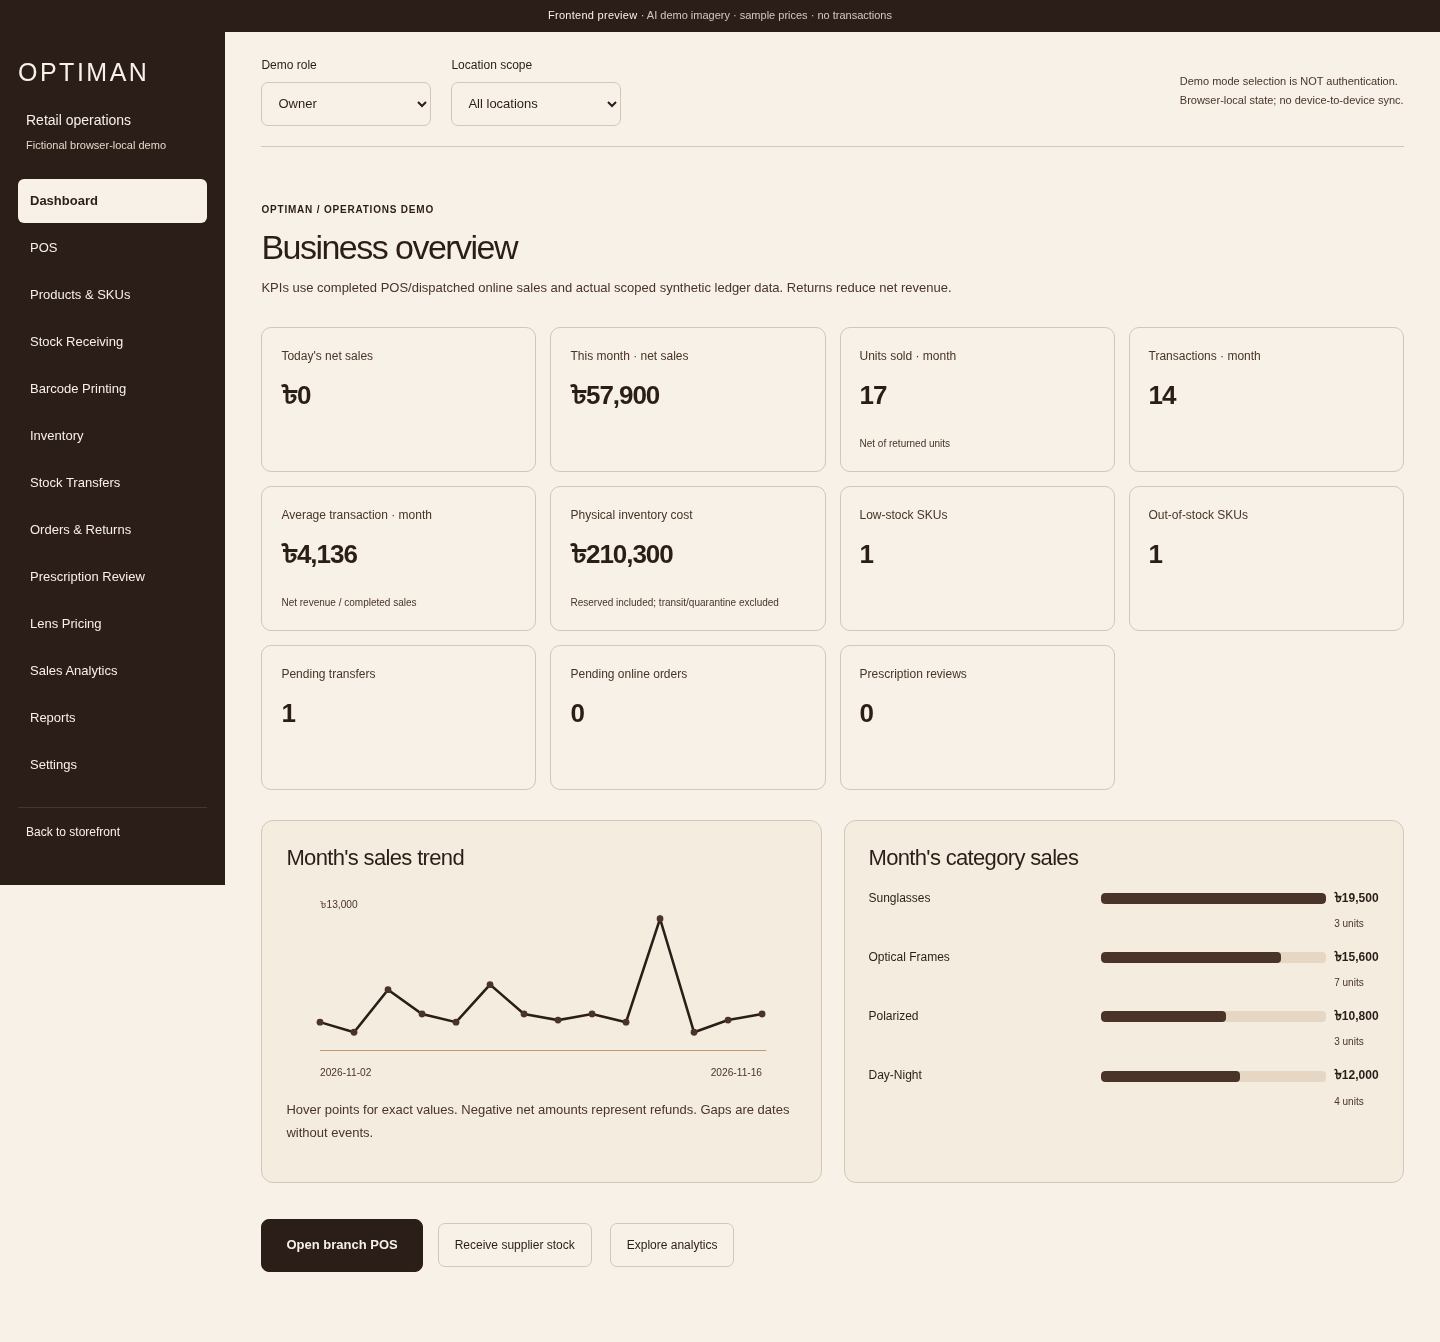 Frontend preview · AI demo imagery · sample prices · no transactions
OPTIMAN
Retail operations
Fictional browser-local demo
Dashboard
POS
Products & SKUs
Stock Receiving
Barcode Printing
Inventory
Stock Transfers
Orders & Returns
Prescription Review
Lens Pricing
Sales Analytics
Reports
Settings
Back to storefront
Demo role
Owner
Location scope
All locations
Demo mode selection is NOT authentication.
Browser-local state; no device-to-device sync.
OPTIMAN / OPERATIONS DEMO
Business overview
KPIs use completed POS/dispatched online sales and actual scoped synthetic ledger data. Returns reduce net revenue.
Today's net sales
৳0
This month · net sales
৳57,900
Units sold · month
17
Net of returned units
Transactions · month
14
Average transaction · month
৳4,136
Net revenue / completed sales
Physical inventory cost
৳210,300
Reserved included; transit/quarantine excluded
Low-stock SKUs
1
Out-of-stock SKUs
1
Pending transfers
1
Pending online orders
0
Prescription reviews
0
Month's sales trend
৳13,000
2026-11-02
2026-11-16
Hover points for exact values. Negative net amounts represent refunds. Gaps are dates
without events.
Month's category sales
Sunglasses
৳19,500
3 units
Optical Frames
৳15,600
7 units
Polarized
৳10,800
3 units
Day-Night
৳12,000
4 units
Open branch POS
Receive supplier stock
Explore analytics